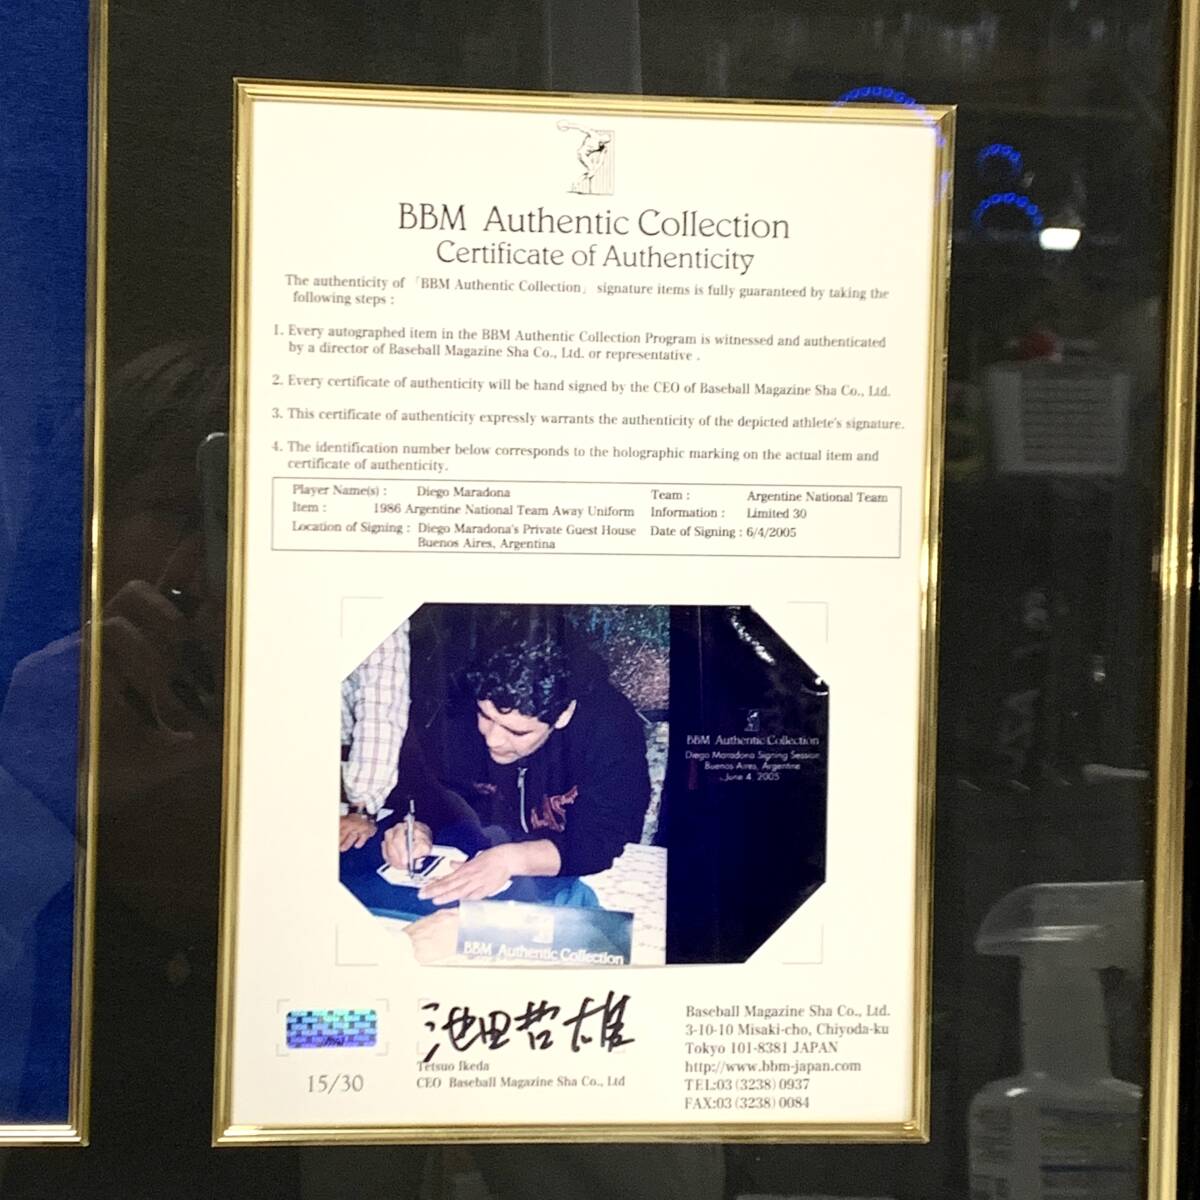 BBM Authentic Collection
Certificate of Authenticity
The authenticity of 「BBM Authentic Collection」 signature items is fully guaranteed by taking the
following steps :
1. Every autographed item in the BBM Authentic Collection Program is witnessed and authenticated
by a director of Baseball Magazine Sha Co., Ltd. or representative .
2. Every certificate of authenticity will be hand signed by the CEO of Baseball Magazine Sha Co., Ltd.
3. This certificate of authenticity expressly warrants the authenticity of the depicted athlete's signature.
4. The identification number below corresponds to the holographic marking on the actual item and
certificate of authenticity.
Player Name(s) : Diego Maradona Team : Argentine National Team
Item : 1986 Argentine National Team Away Uniform Information : Limited 30
Location of Signing : Diego Maradona's Private Guest House Date of Signing : 6/4/2005
Buenos Aires, Argentina
BBM Authentic Collection
Diego Maradona Signing Session
Buenos Aires, Argentine
June 4, 2005
BBM Authentic Collection
池田哲雄
15/30
Tetsuo Ikeda
CEO Baseball Magazine Sha Co., Ltd
Baseball Magazine Sha Co., Ltd.
3-10-10 Misaki-cho, Chiyoda-ku
Tokyo 101-8381 JAPAN
http://www.bbm-japan.com
TEL:03 (3238) 0937
FAX:03 (3238) 0084